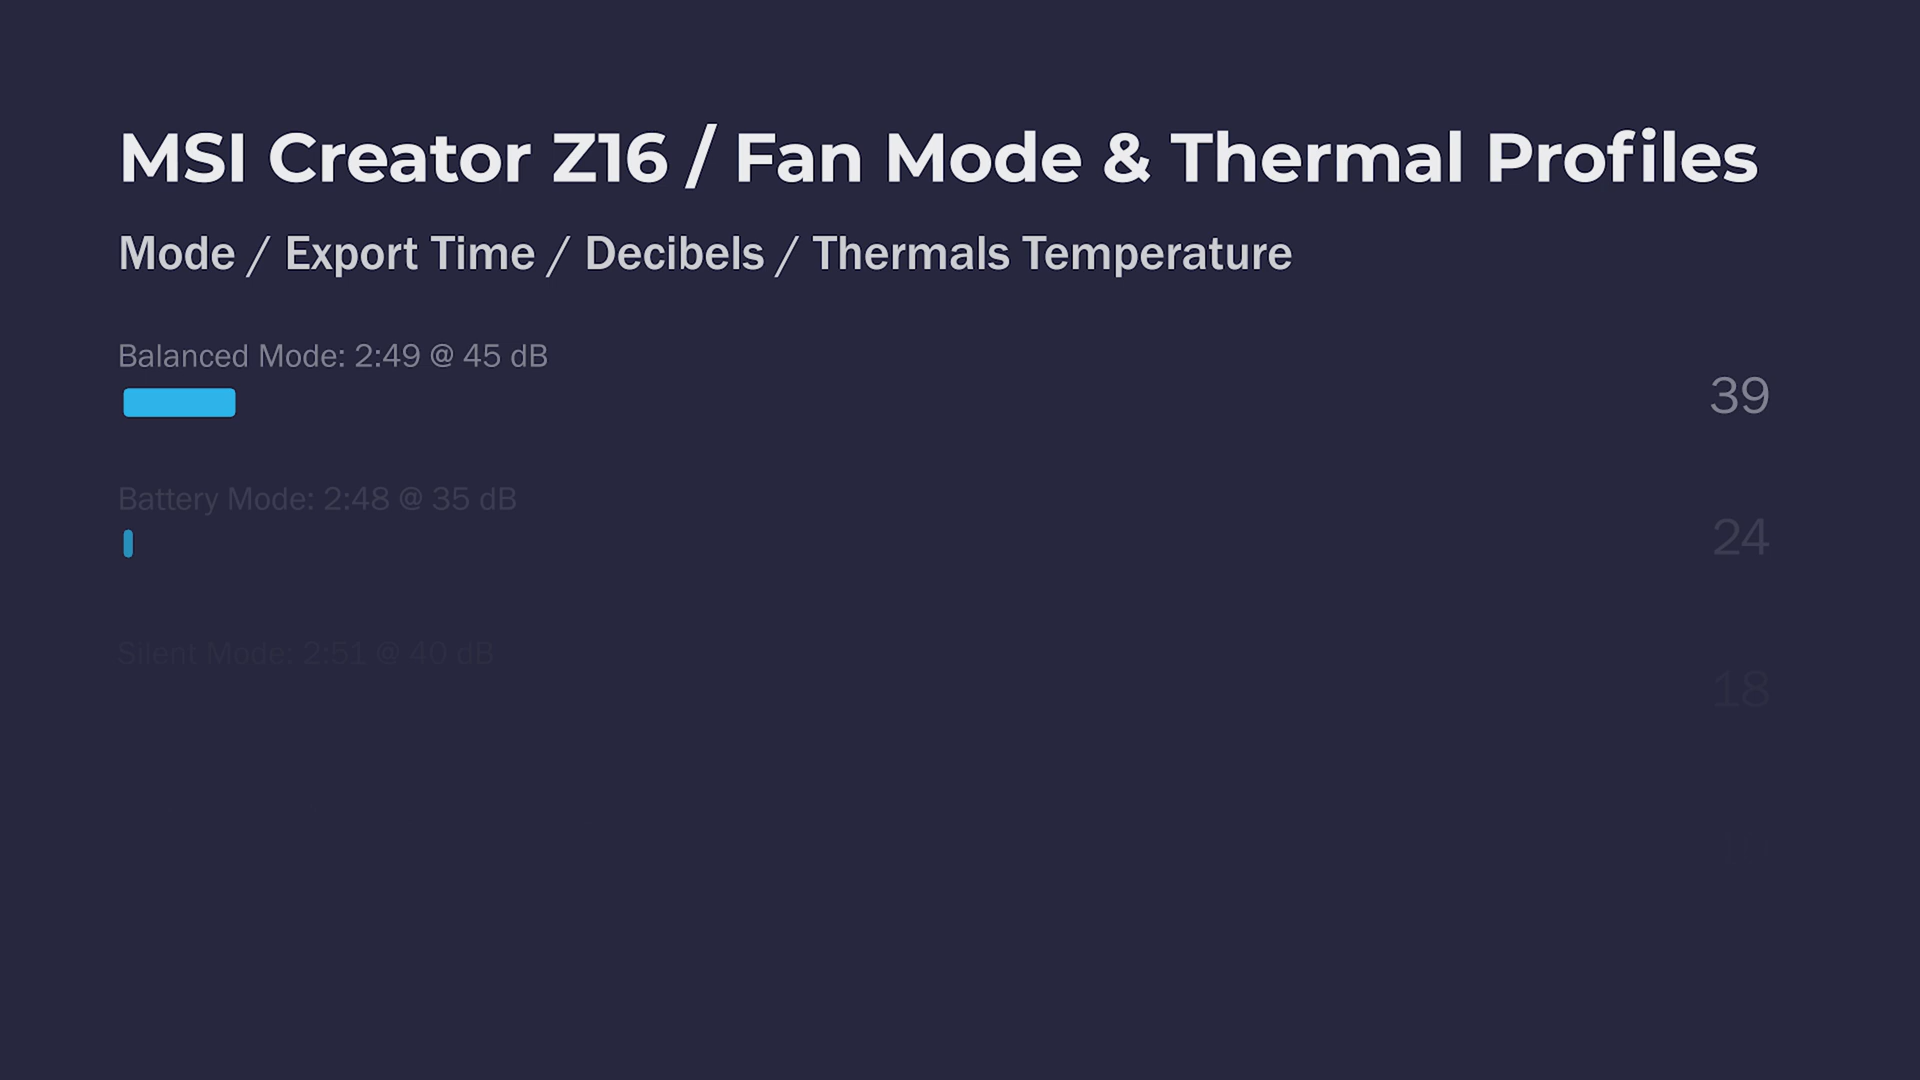 MSI Creator Z16 / Fan Mode & Thermal Profiles
Mode / Export Time / Decibels / Thermals Temperature
Balanced Mode: 2:49 @ 45 dB
39
Battery Mode: 2:48 @ 35 dB
24
Silent Mode: 2:51 @ 40 dB
18